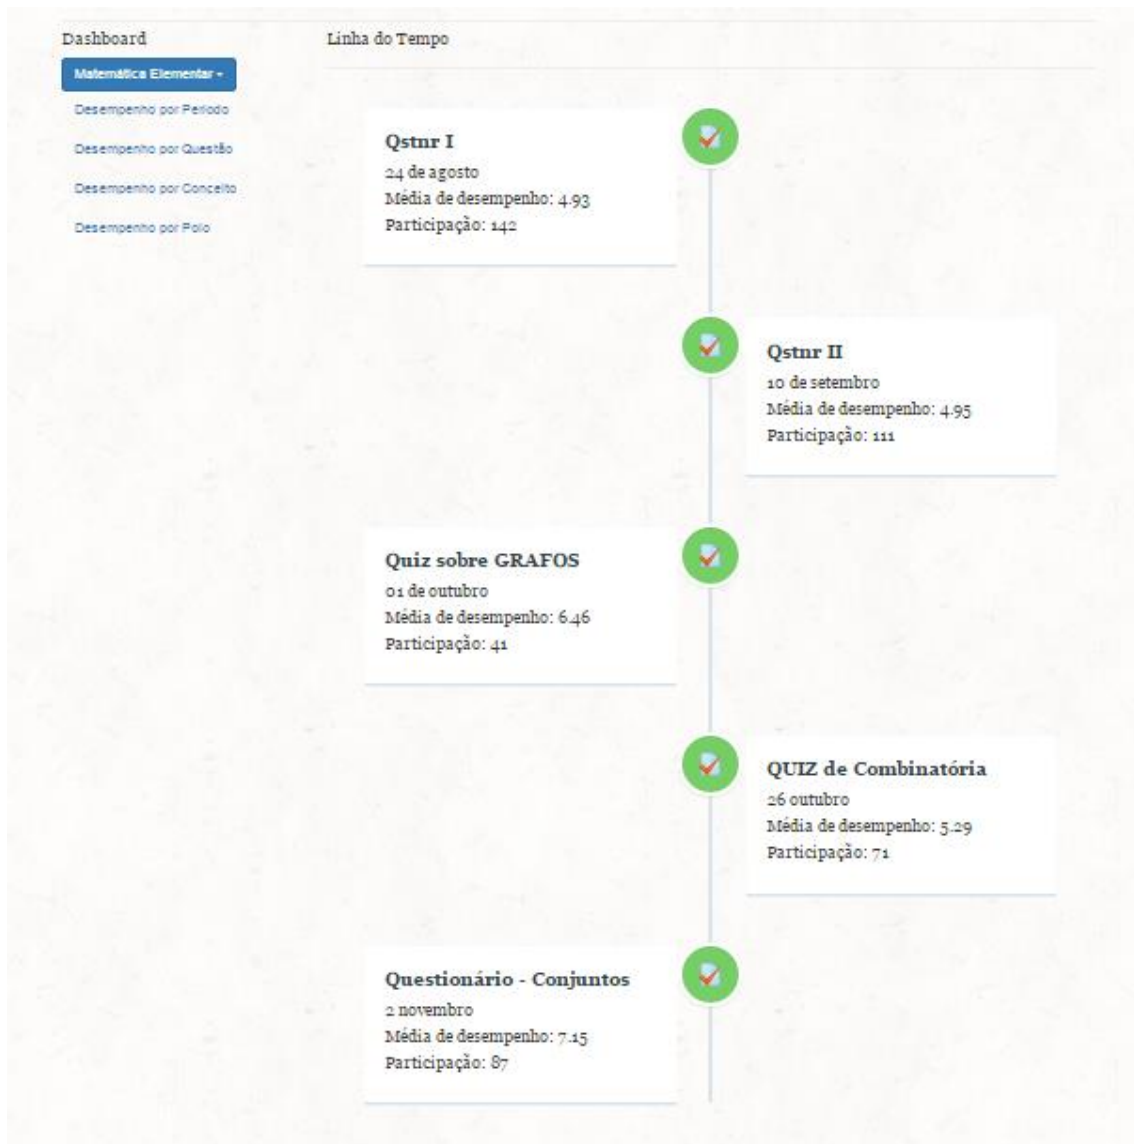 Dashboard
Matemática Elementar
Desempenho por Período
Desempenho por Questão
Desempenho por Conceito
Desempenho por Polo
Linha do Tempo
Qstnr I
24 de agosto
Média de desempenho: 4.93
Participação: 142
Qstnr II
10 de setembro
Média de desempenho: 4.95
Participação: 111
Quiz sobre GRAFOS
01 de outubro
Média de desempenho: 6.46
Participação: 41
QUIZ de Combinatória
26 outubro
Média de desempenho: 5.29
Participação: 71
Questionário - Conjuntos
2 novembro
Média de desempenho: 7.15
Participação: 87